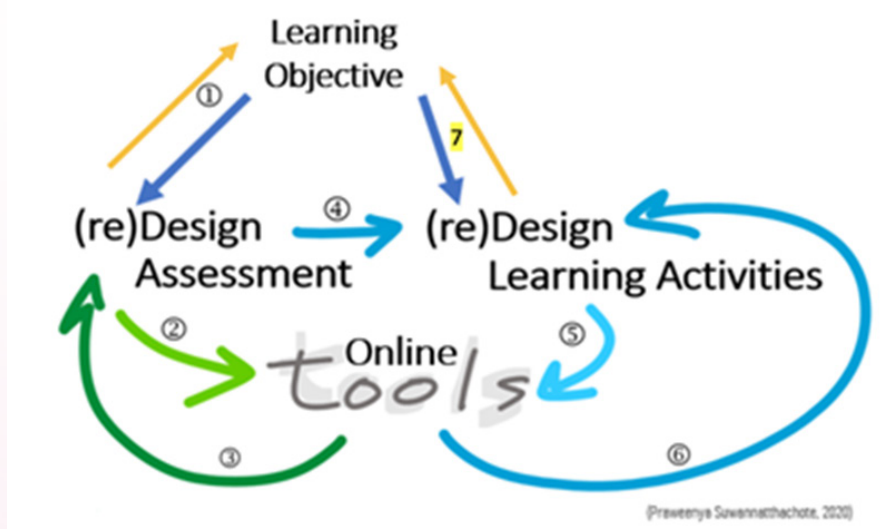 Learning
Objective
①
7
(re)Design
④
(re)Design
Assessment
Learning Activities
②
Online
⑤
tools
③
⑥
(Praweenya Suwannatthachote, 2020)